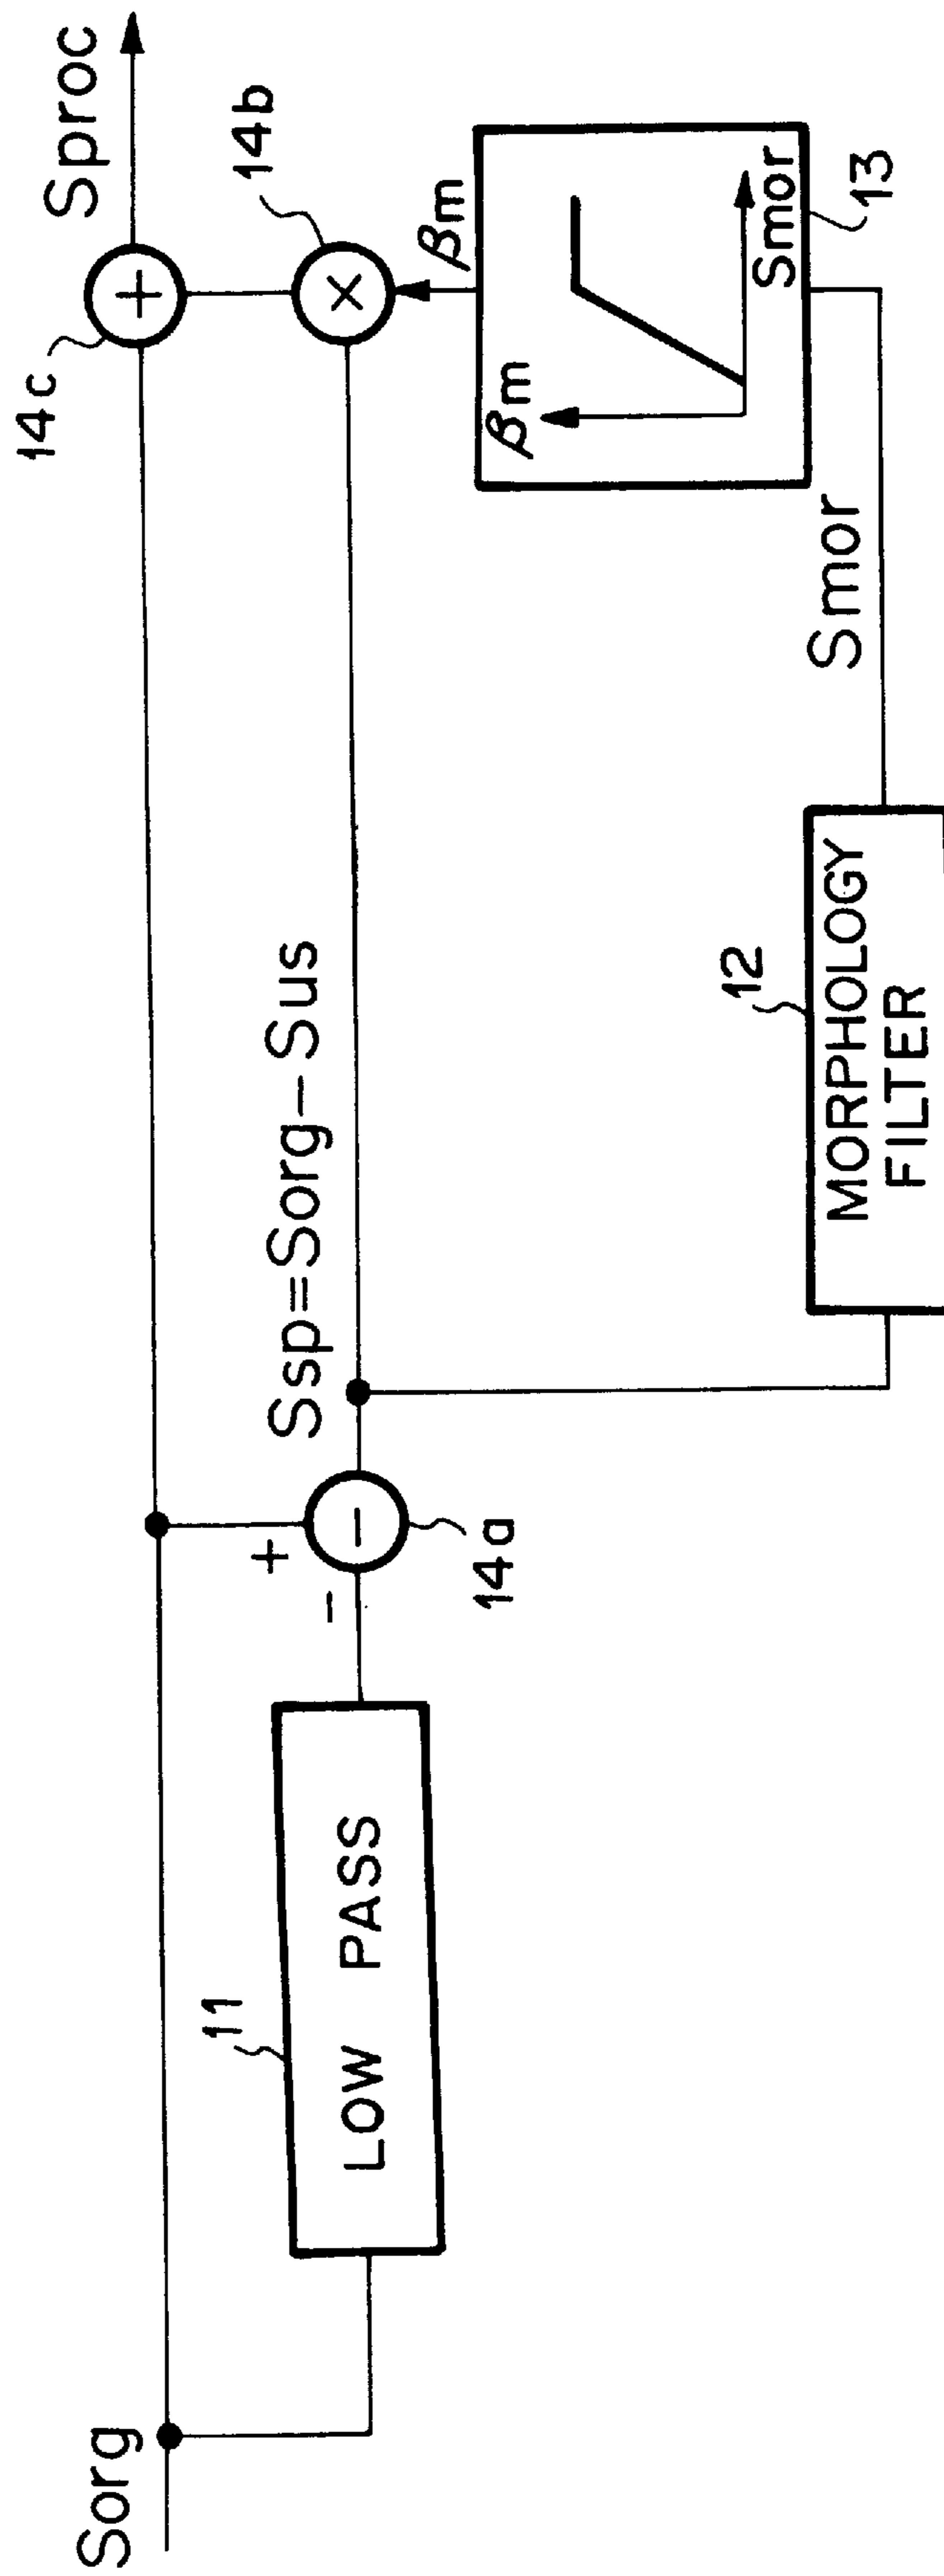 Sorg
11
LOW PASS
+
−
−
14a
Ssp=Sorg−Sus
12
MORPHOLOGY
FILTER
Smor
βm
Smor
13
βm
×
14b
14c
+
Sproc